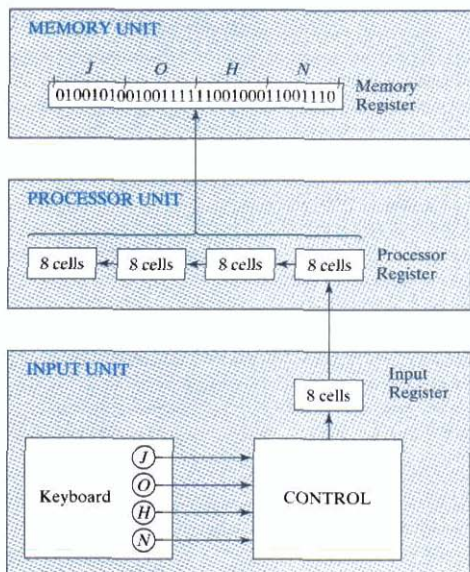 MEMORY UNIT
J O H N
01001010010011111100100011001110
Memory
Register
PROCESSOR UNIT
8 cells 8 cells 8 cells 8 cells
Processor
Register
INPUT UNIT
Input
Register
8 cells
J
O
Keyboard
CONTROL
H
N